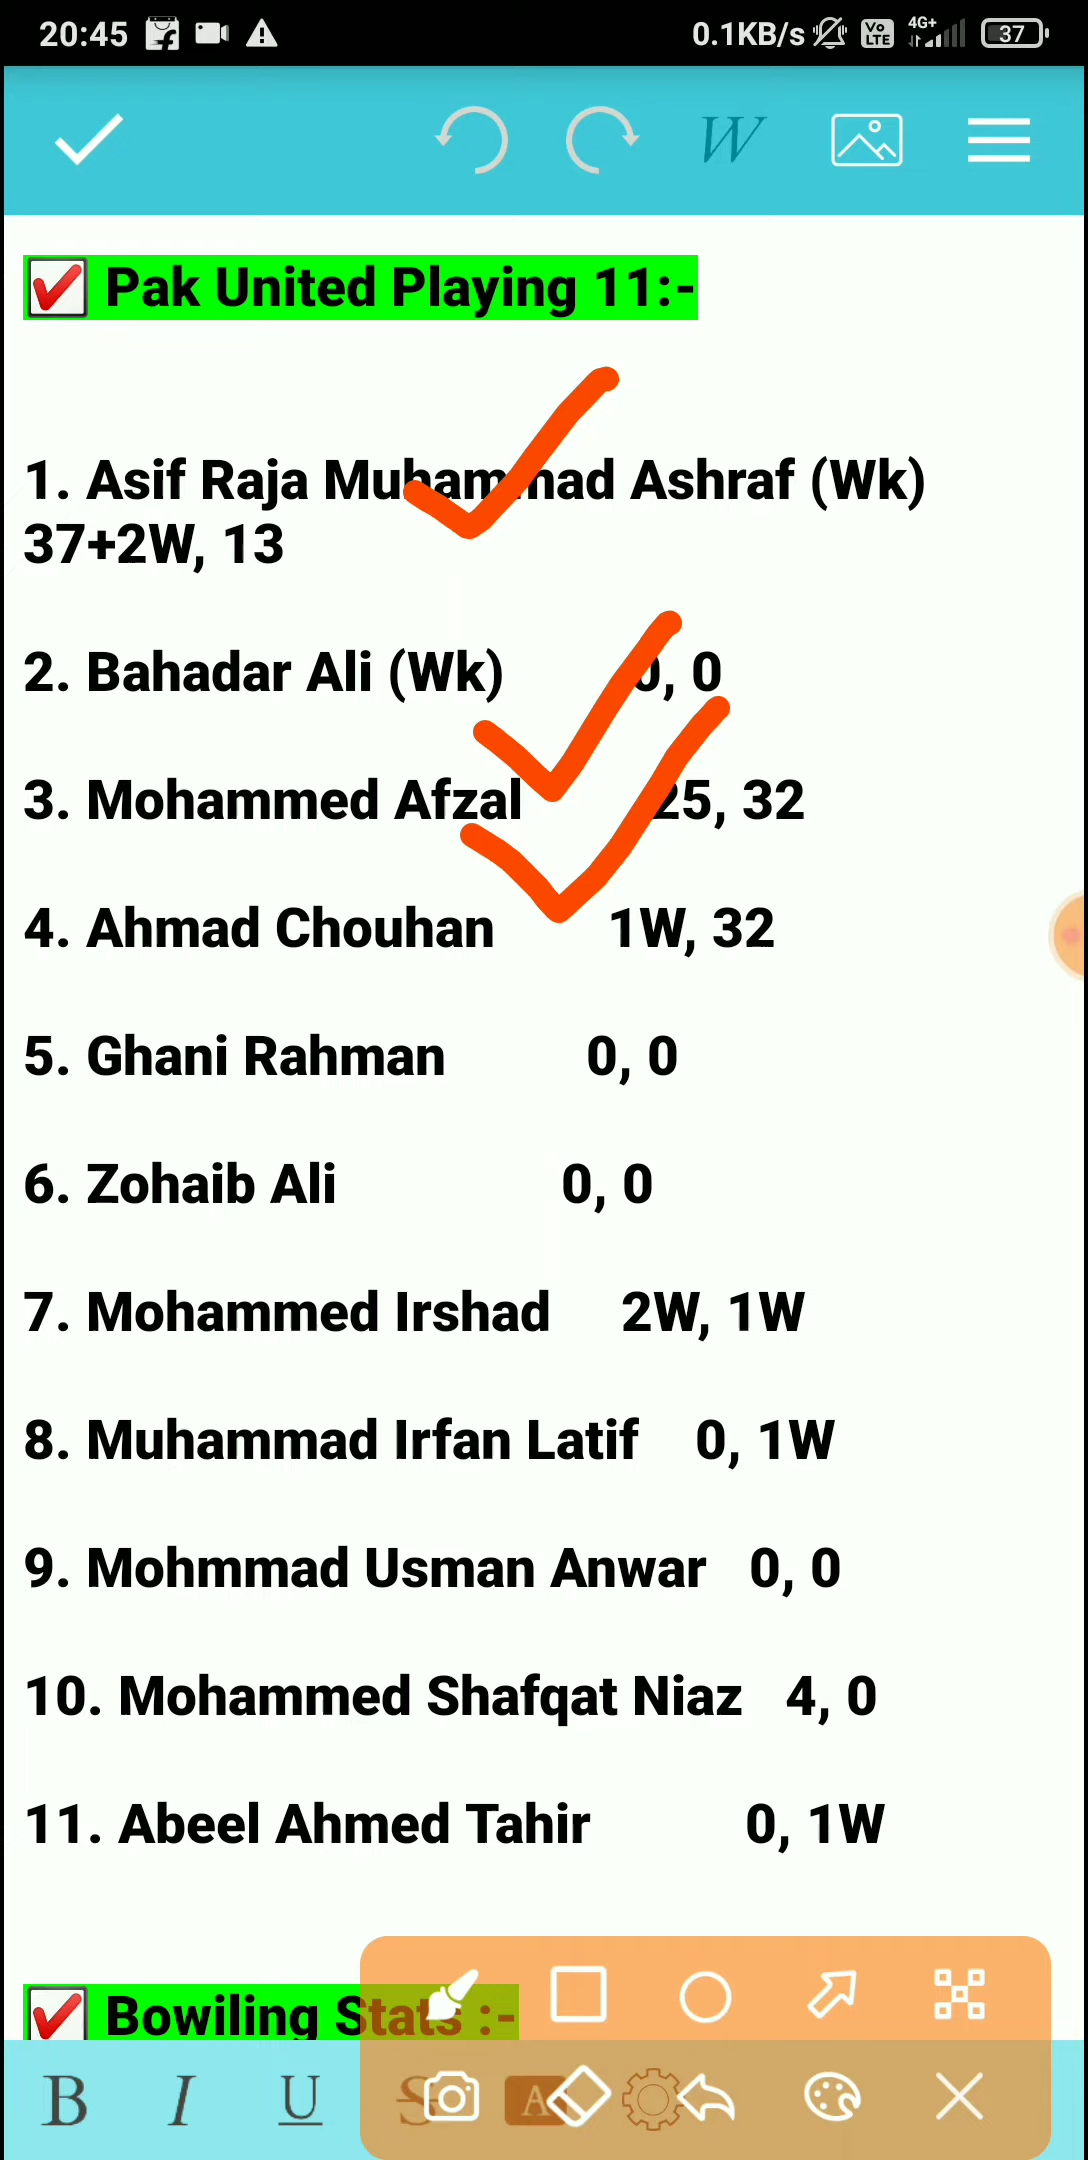 20:45
0.1KB/s
Vo LTE
4G+
37
W
Pak United Playing 11:-
1. Asif Raja Muhammad Ashraf (Wk)
37+2W, 13
2. Bahadar Ali (Wk) 0, 0
3. Mohammed Afzal 25, 32
4. Ahmad Chouhan 1W, 32
5. Ghani Rahman 0, 0
6. Zohaib Ali 0, 0
7. Mohammed Irshad 2W, 1W
8. Muhammad Irfan Latif 0, 1W
9. Mohmmad Usman Anwar 0, 0
10. Mohammed Shafqat Niaz 4, 0
11. Abeel Ahmed Tahir 0, 1W
Bowiling Stats :-
B I U S A